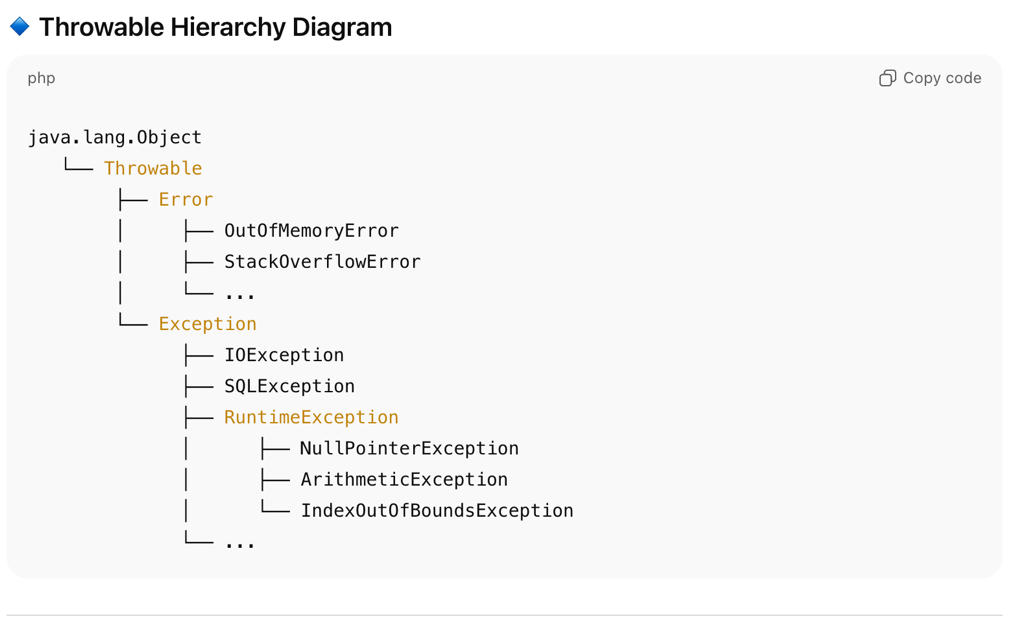 🔷 Throwable Hierarchy Diagram
php
Copy code
java.lang.Object
   └── Throwable
        ├── Error
        │     ├── OutOfMemoryError
        │     ├── StackOverflowError
        │     └── ...
        └── Exception
              ├── IOException
              ├── SQLException
              ├── RuntimeException
              │      ├── NullPointerException
              │      ├── ArithmeticException
              │      └── IndexOutOfBoundsException
              └── ...